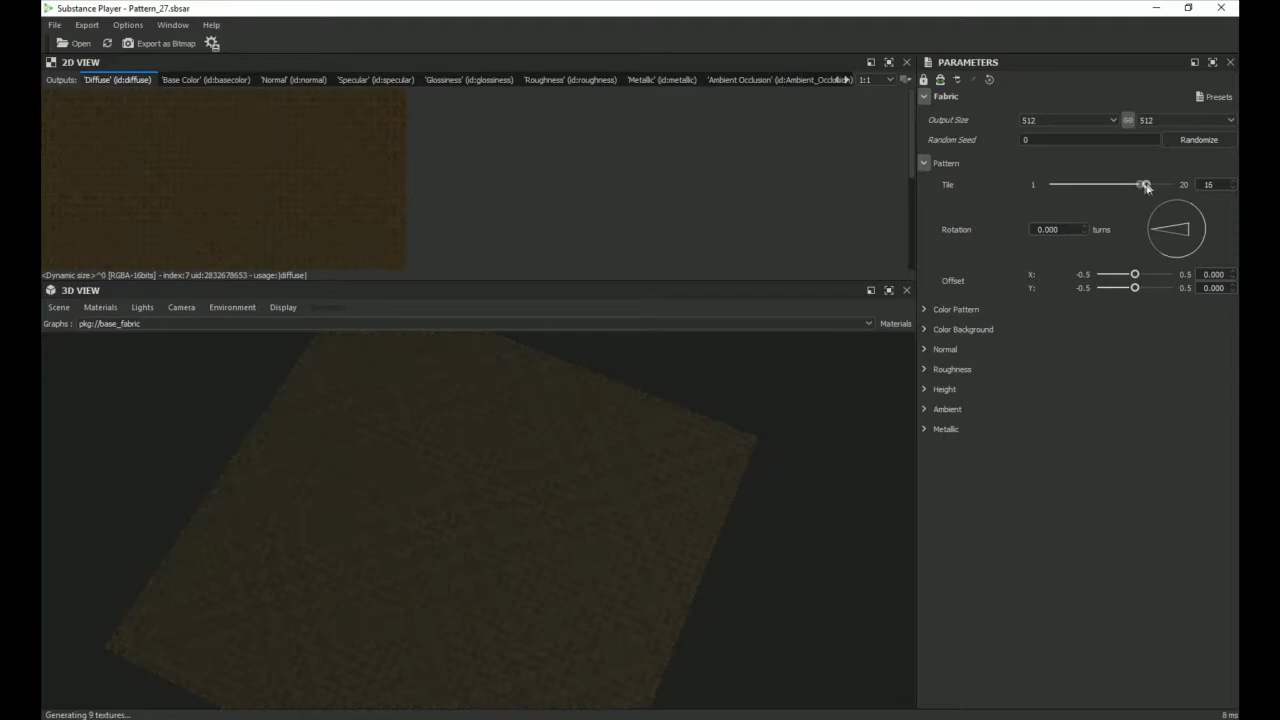 Substance Player - Pattern_27.sbsar
File Export Options Window Help
Open Export as Bitmap
2D VIEW
Outputs: 'Diffuse' (id:diffuse) 'Base Color' (id:basecolor) 'Normal' (id:normal) 'Specular' (id:specular) 'Glossiness' (id:glossiness) 'Roughness' (id:roughness) 'Metallic' (id:metallic) 'Ambient Occlusion' (id:Ambient_Occlusion) 1:1
<Dynamic size>^0 [RGBA-16bits] - index:7 uid:2832678653 - usage:|diffuse|
3D VIEW
Scene Materials Lights Camera Environment Display
Graphs : pkg://base_fabric Materials
PARAMETERS
Fabric Presets
Output Size 512 512
Random Seed 0 Randomize
Pattern
Tile 1 20 16
Rotation 0.000 turns
Offset
X: -0.5 0.5 0.000
Y: -0.5 0.5 0.000
Color Pattern
Color Background
Normal
Roughness
Height
Ambient
Metallic
Generating 9 textures... 8 ms